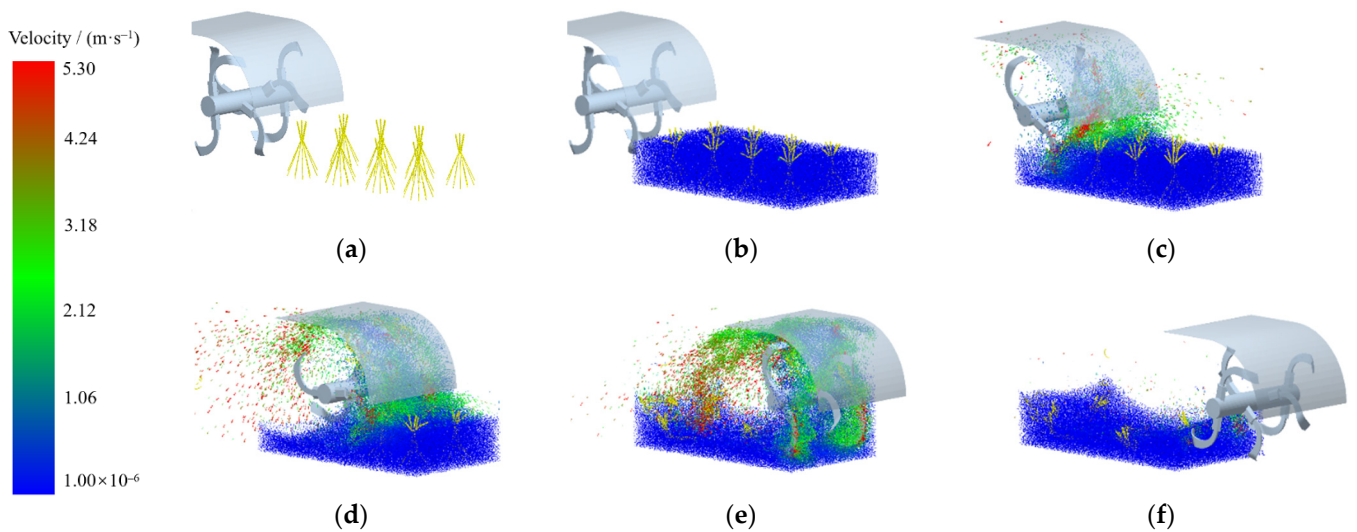 Velocity / (m·s⁻¹)
5.30
4.24
3.18
2.12
1.06
1.00×10⁻⁶
(a)
(b)
(c)
(d)
(e)
(f)